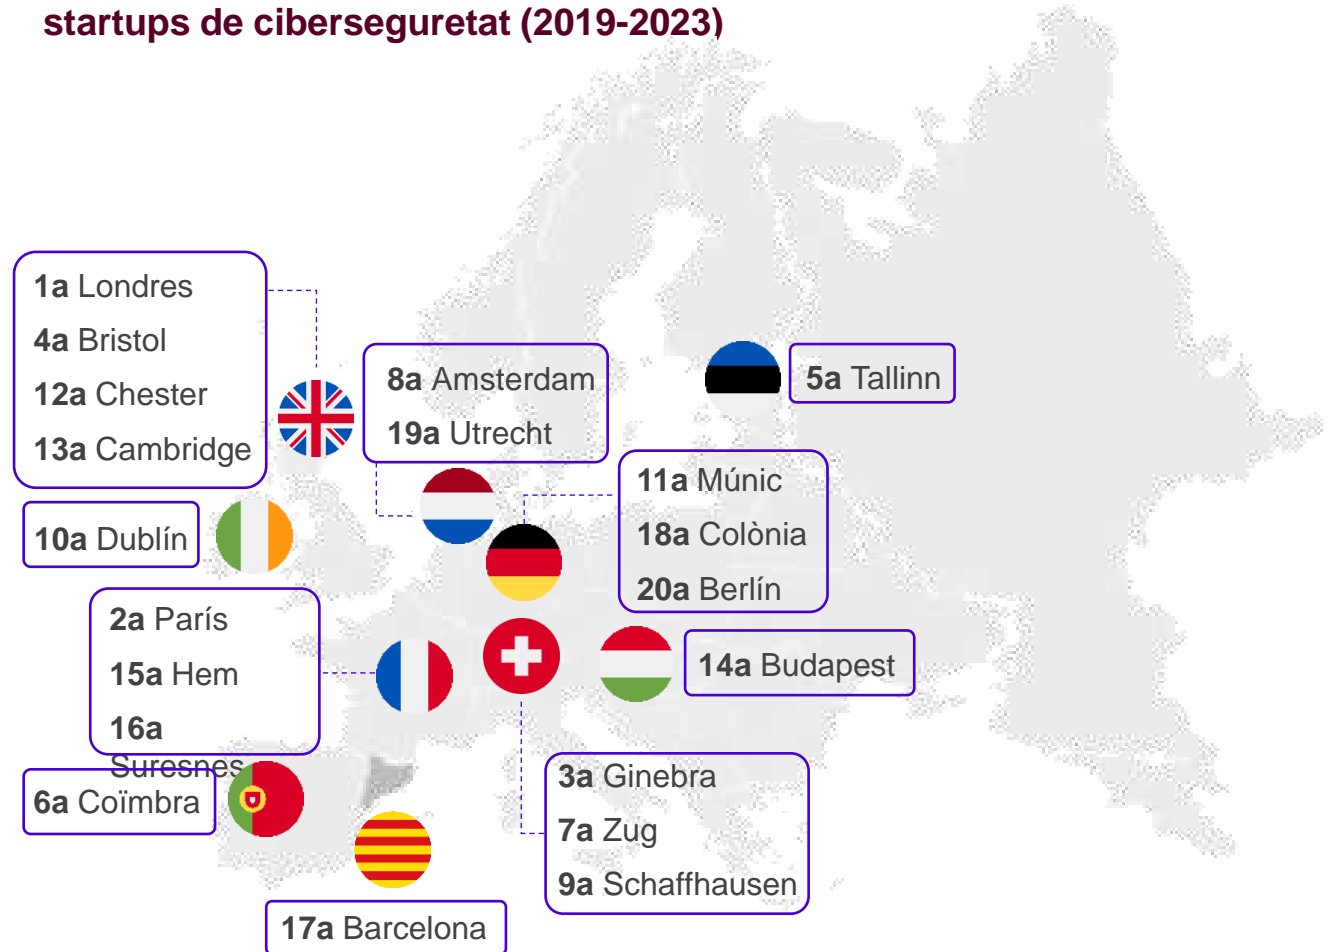 startups de ciberseguretat (2019-2023)
1a Londres
4a Bristol
12a Chester
13a Cambridge
8a Amsterdam
19a Utrecht
5a Tallinn
11a Múnic
18a Colònia
20a Berlín
10a Dublín
2a París
15a Hem
16a
Suresnes
14a Budapest
6a Coïmbra
3a Ginebra
7a Zug
9a Schaffhausen
17a Barcelona